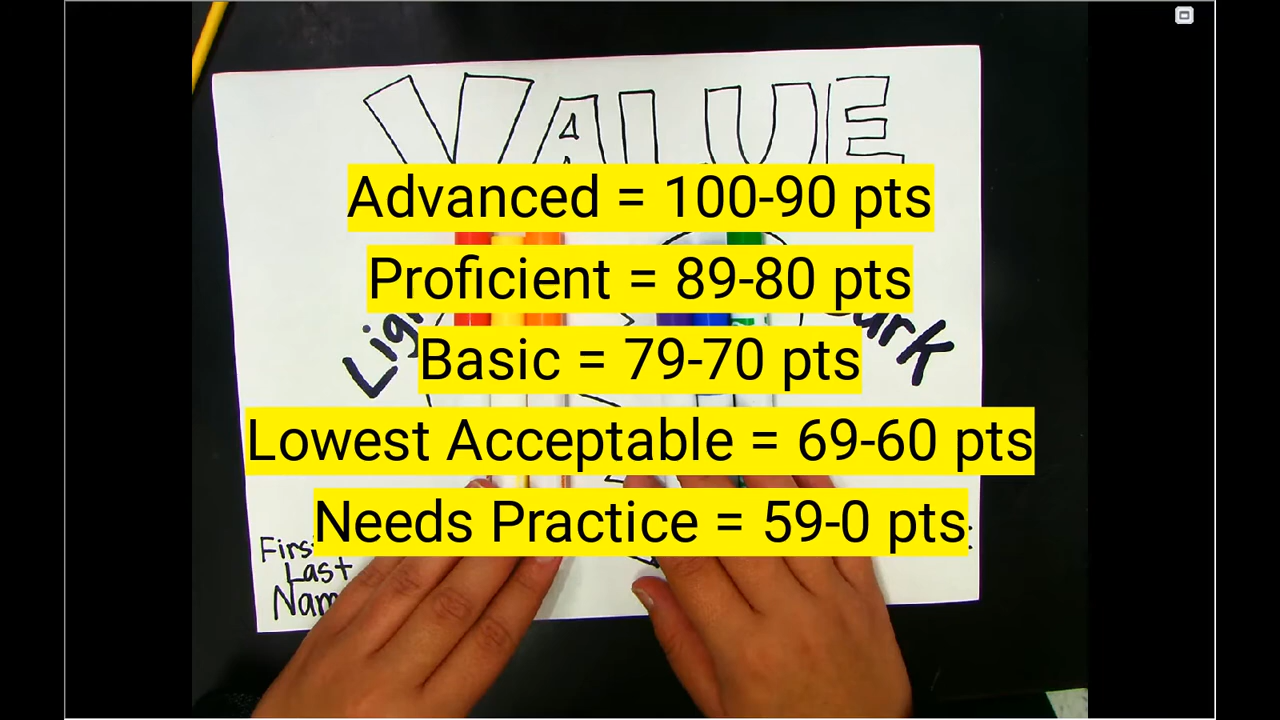 VALUE
Advanced = 100-90 pts
Proficient = 89-80 pts
Basic = 79-70 pts
Lowest Acceptable = 69-60 pts
Needs Practice = 59-0 pts
Last